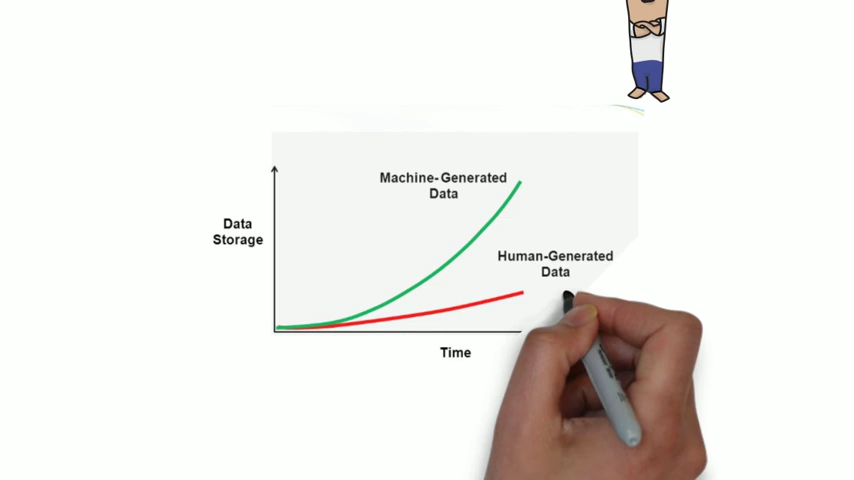 Machine-Generated
Data
Data
Storage
Human-Generated
Data
Time